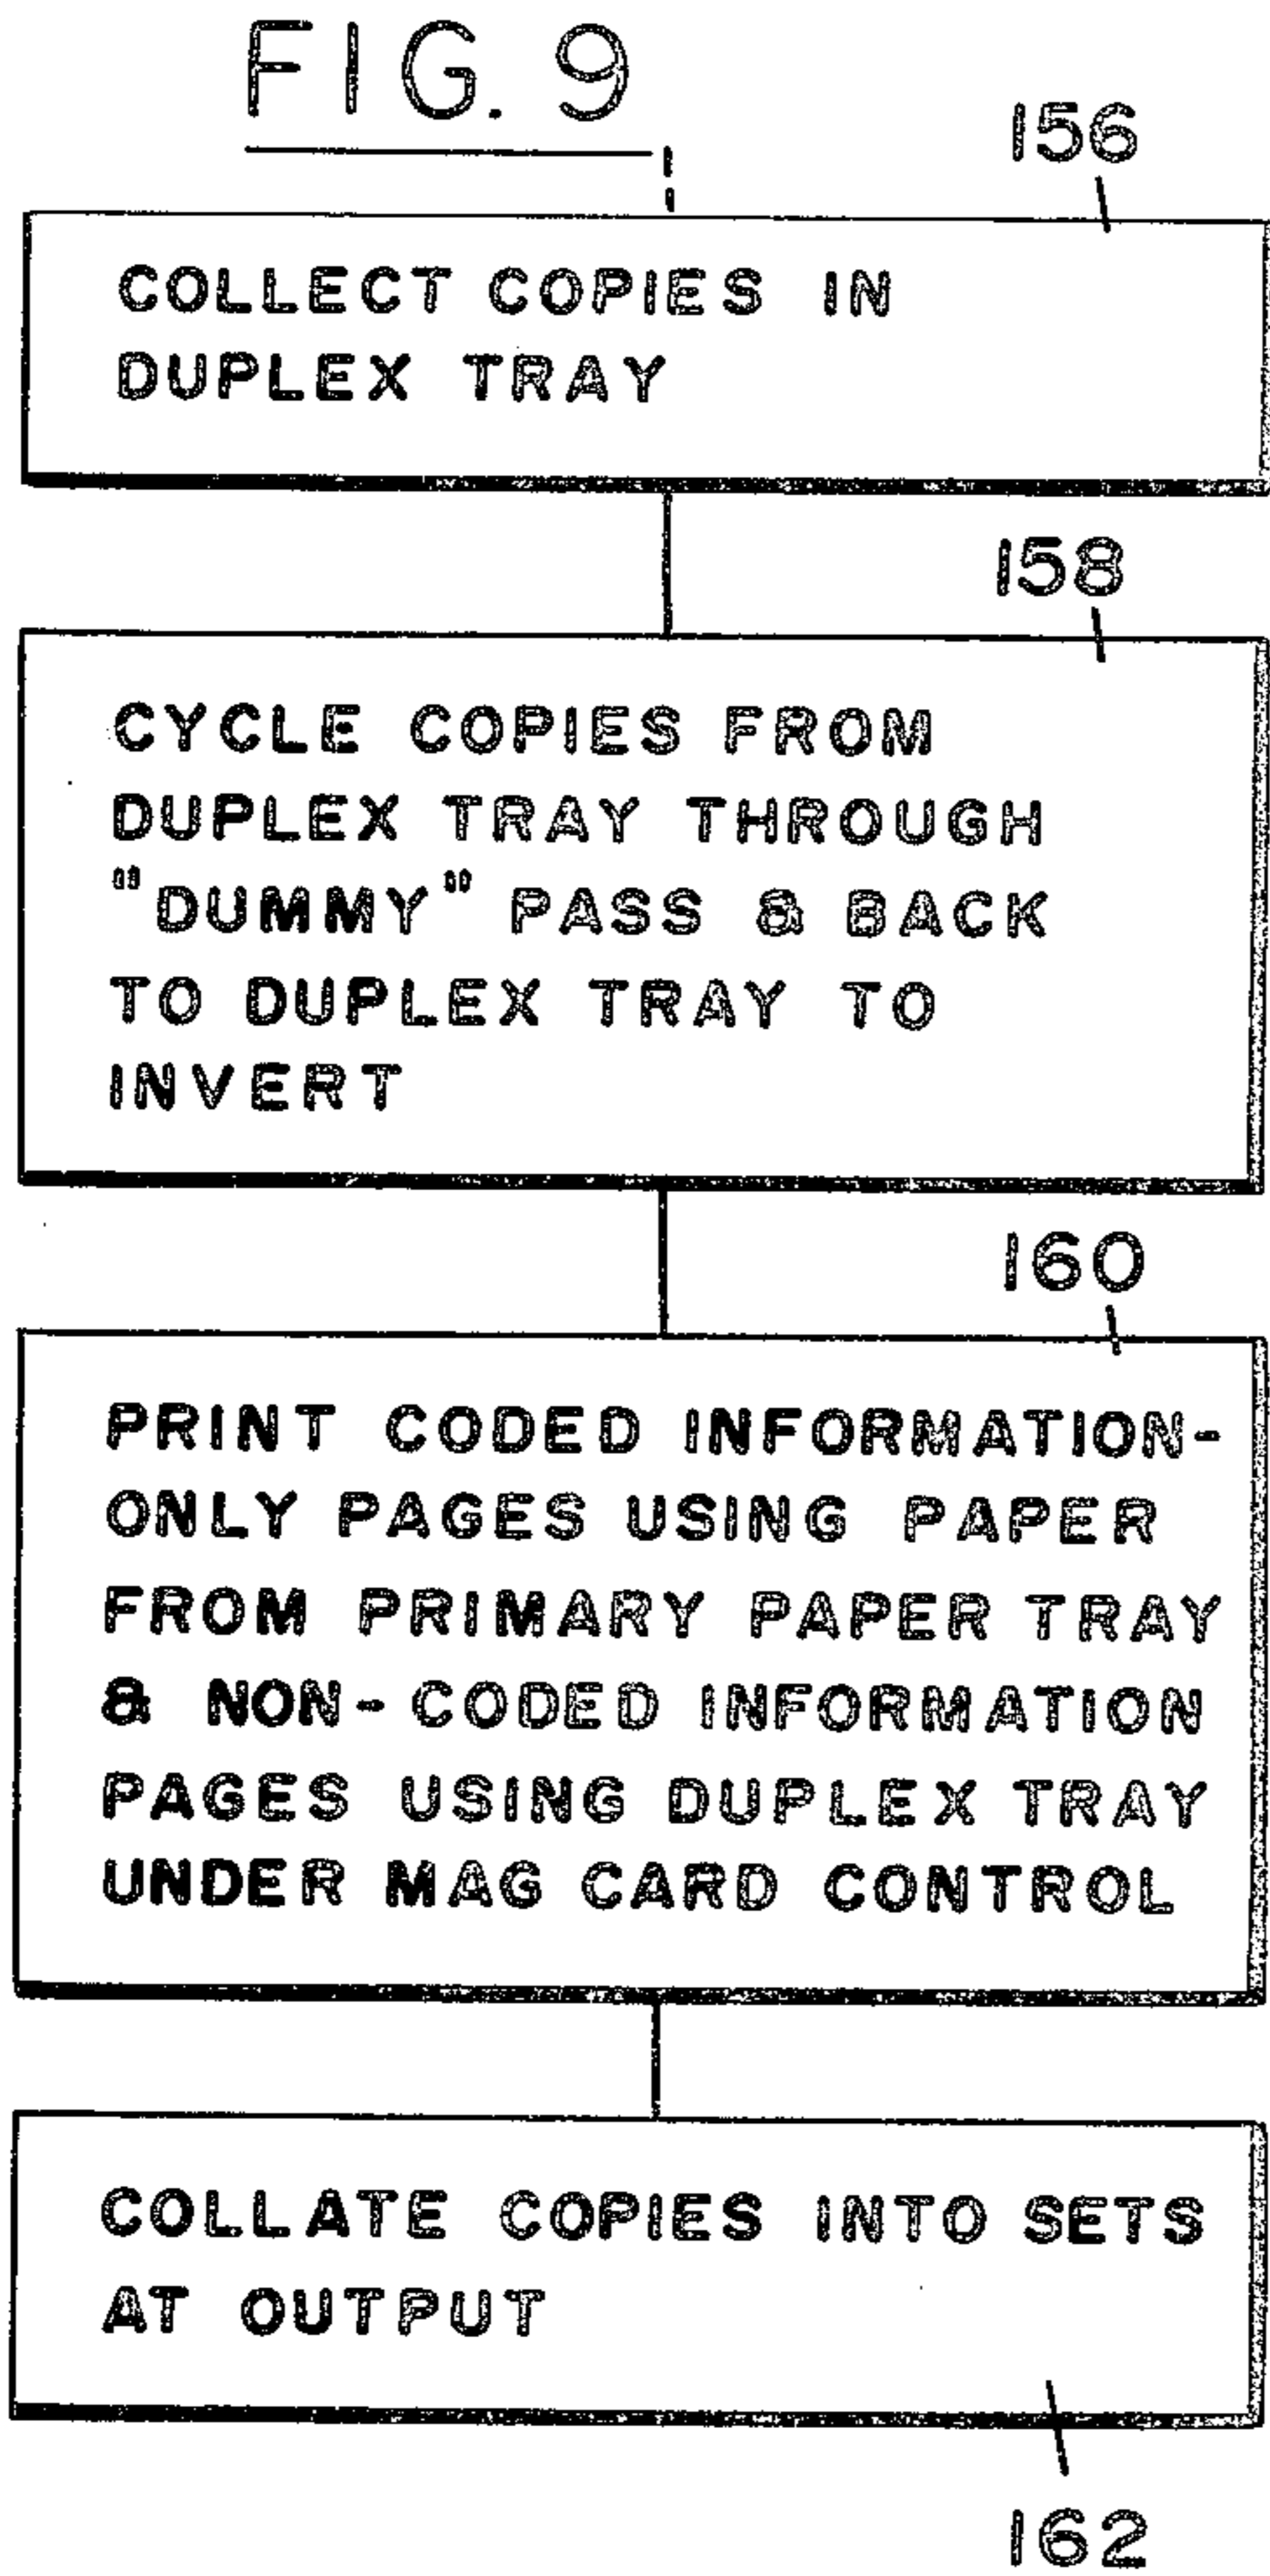 FIG. 9
156
COLLECT COPIES IN
DUPLEX TRAY
158
CYCLE COPIES FROM
DUPLEX TRAY THROUGH
"DUMMY" PASS & BACK
TO DUPLEX TRAY TO
INVERT
160
PRINT CODED INFORMATION-
ONLY PAGES USING PAPER
FROM PRIMARY PAPER TRAY
& NON-CODED INFORMATION
PAGES USING DUPLEX TRAY
UNDER MAG CARD CONTROL
COLLATE COPIES INTO SETS
AT OUTPUT
162